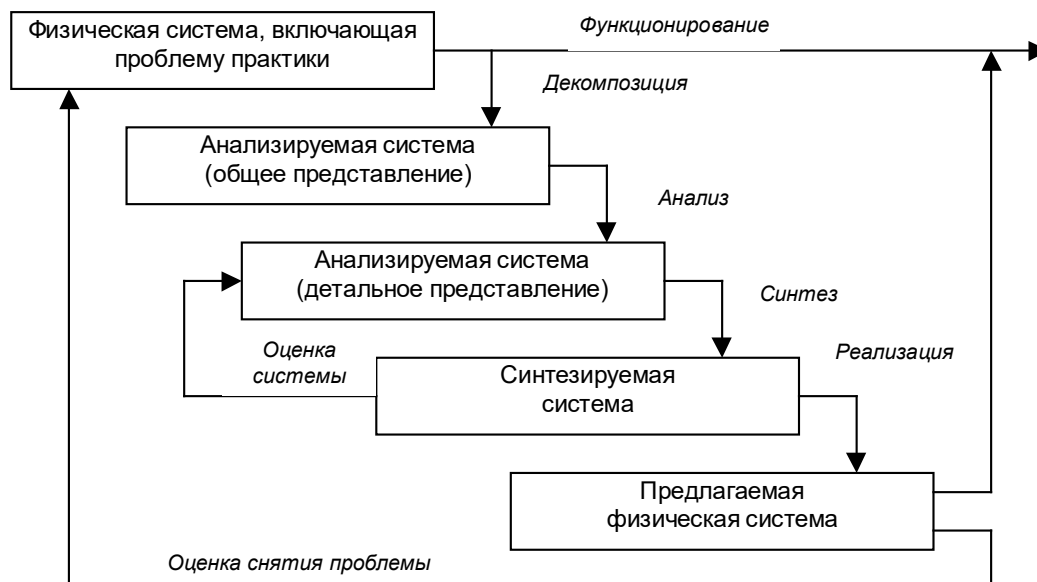 Физическая система, включающая
проблему практики
Функционирование
Декомпозиция
Анализируемая система
(общее представление)
Анализ
Анализируемая система
(детальное представление)
Синтез
Оценка
системы
Реализация
Синтезируемая
система
Предлагаемая
физическая система
Оценка снятия проблемы